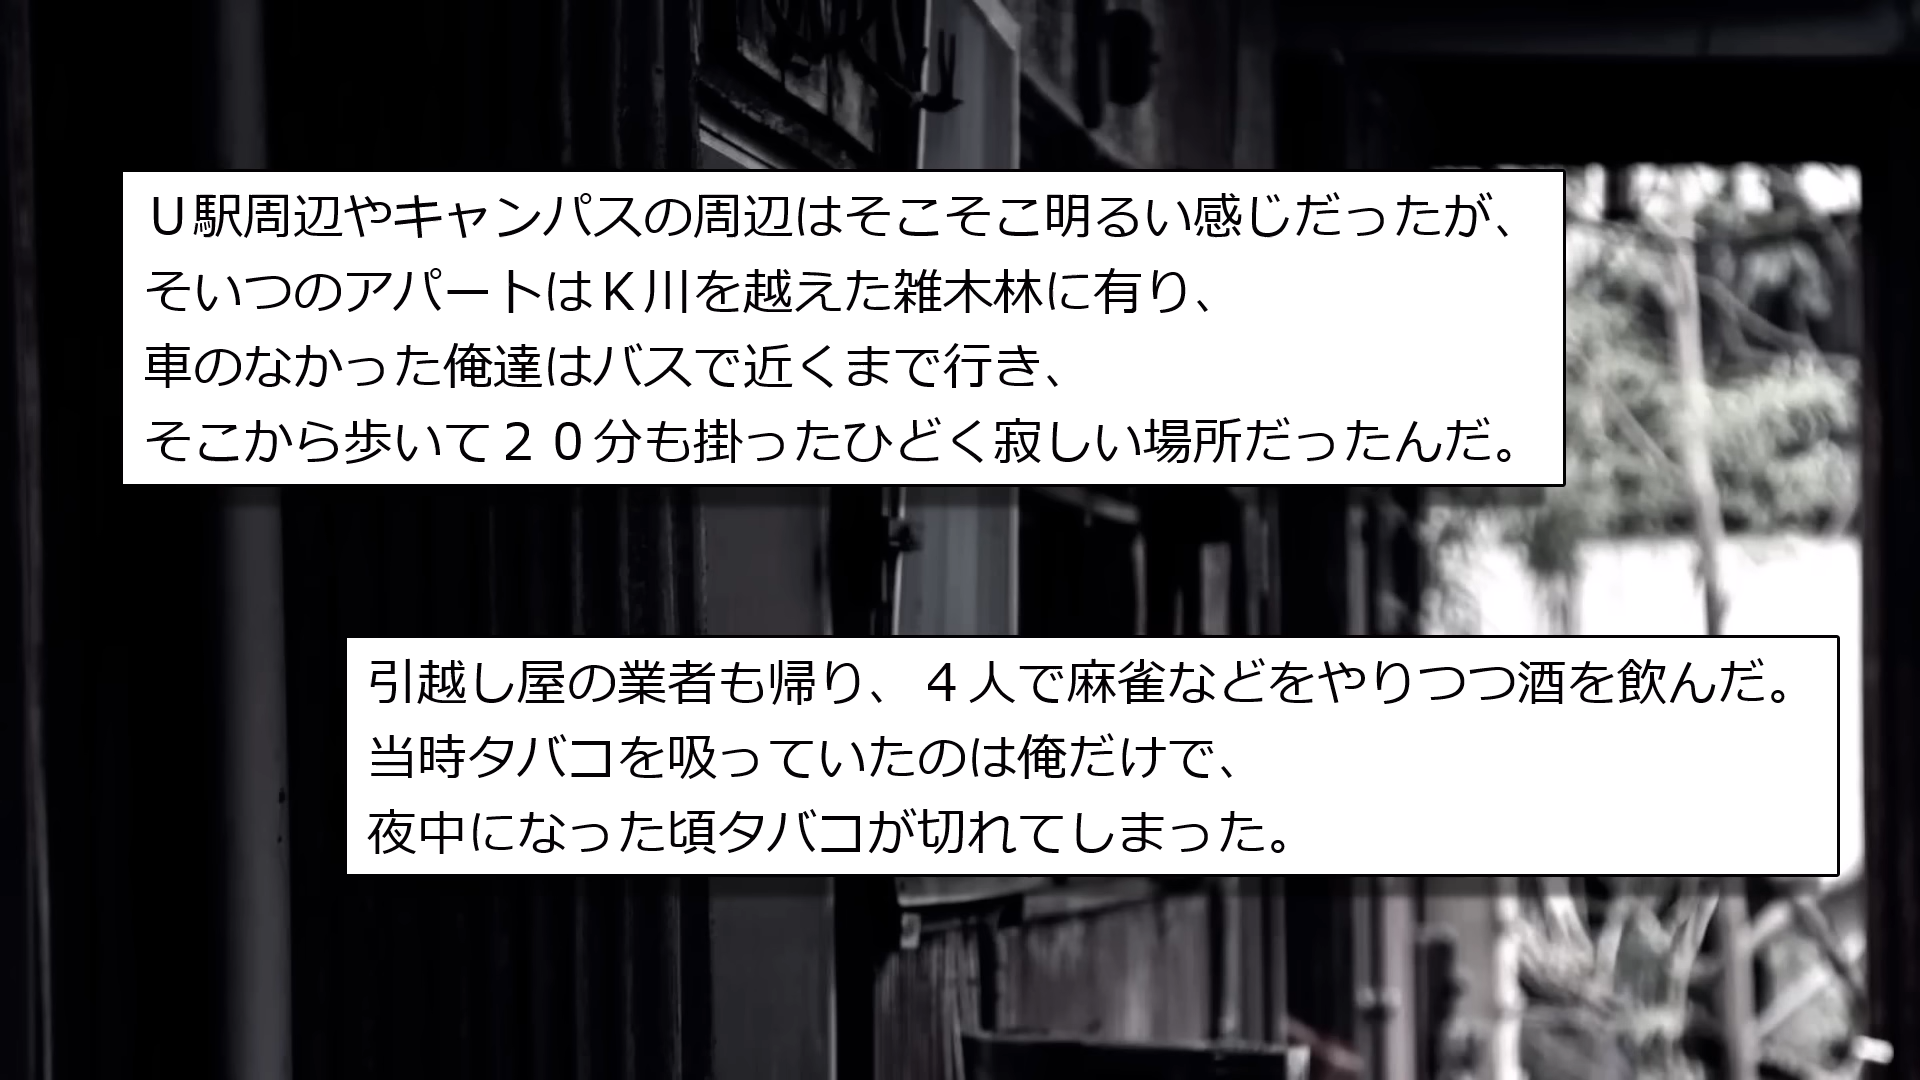 U駅周辺やキャンパスの周辺はそこそこ明るい感じだったが、
そいつのアパートはK川を越えた雑木林に有り、
車のなかった俺達はバスで近くまで行き、
そこから歩いて２０分も掛ったひどく寂しい場所だったんだ。
引越し屋の業者も帰り、４人で麻雀などをやりつつ酒を飲んだ。
当時タバコを吸っていたのは俺だけで、
夜中になった頃タバコが切れてしまった。